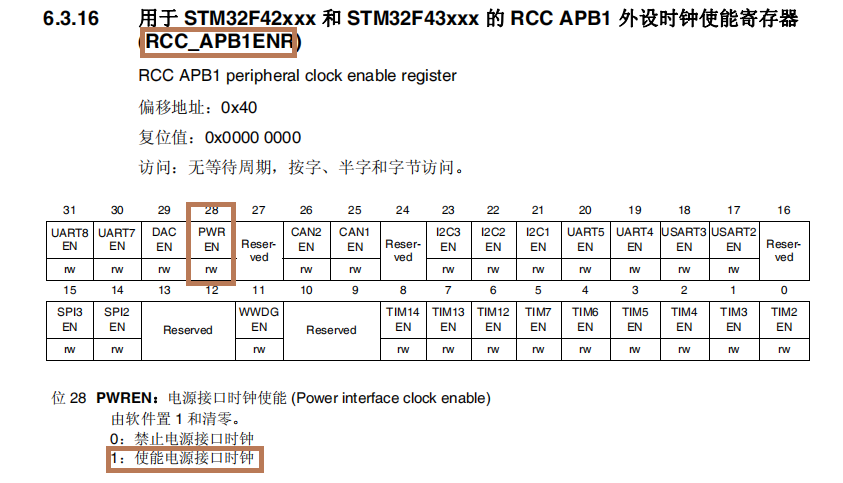 6.3.16 用于 STM32F42xxx 和 STM32F43xxx 的 RCC APB1 外设时钟使能寄存器
(RCC_APB1ENR)
RCC APB1 peripheral clock enable register
偏移地址：0x40
复位值：0x0000 0000
访问：无等待周期，按字、半字和字节访问。
31 30 29 28 27 26 25 24 23 22 21 20 19 18 17 16
UART8 UART7 DAC PWR Reser- CAN2 CAN1 Reser- I2C3 I2C2 I2C1 UART5 UART4 USART3 USART2 Reser-
EN EN EN EN ved EN EN ved EN EN EN EN EN EN EN ved
rw rw rw rw rw rw rw rw rw rw rw rw rw
15 14 13 12 11 10 9 8 7 6 5 4 3 2 1 0
SPI3 SPI2 Reserved WWDG Reserved TIM14 TIM13 TIM12 TIM7 TIM6 TIM5 TIM4 TIM3 TIM2
EN EN EN EN EN EN EN EN EN EN EN EN
rw rw rw rw rw rw rw rw rw rw rw rw
位 28 PWREN：电源接口时钟使能 (Power interface clock enable)
由软件置 1 和清零。
0：禁止电源接口时钟
1：使能电源接口时钟